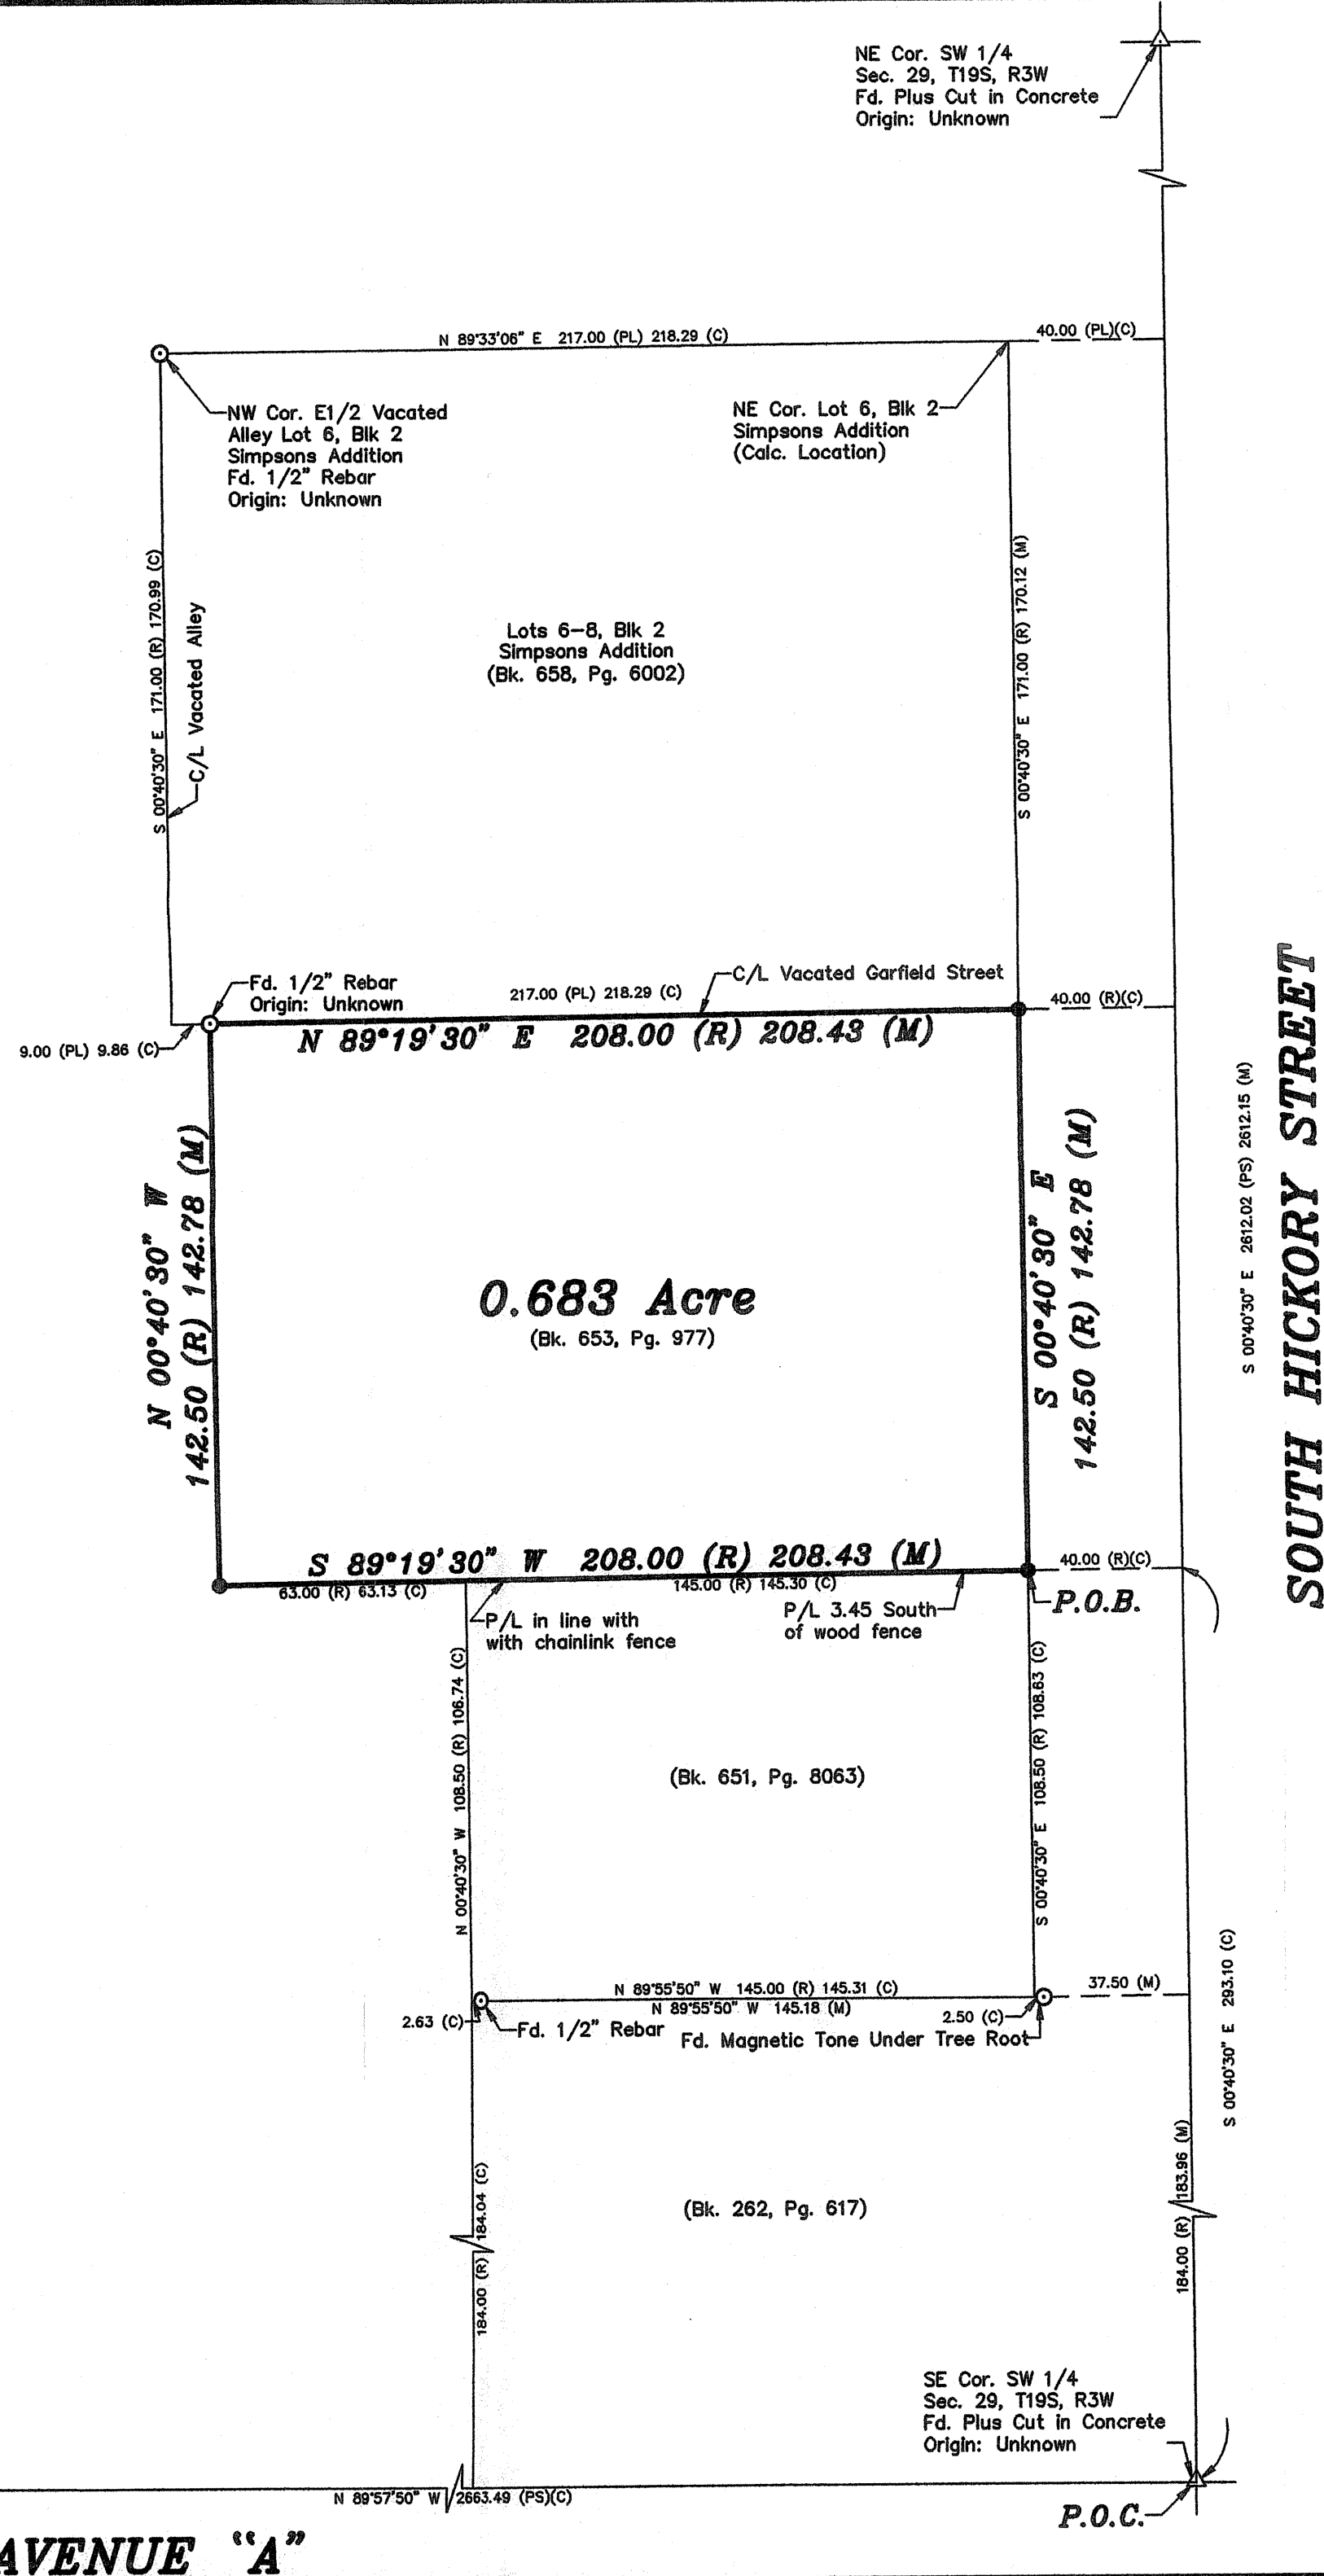 NE Cor. SW 1/4
Sec. 29, T19S, R3W
Fd. Plus Cut in Concrete
Origin: Unknown
N 89°33'06" E 217.00 (PL) 218.29 (C)
40.00 (PL)(C)
NW Cor. E1/2 Vacated
Alley Lot 6, Blk 2
Simpsons Addition
Fd. 1/2" Rebar
Origin: Unknown
NE Cor. Lot 6, Blk 2
Simpsons Addition
(Calc. Location)
S 00°40'30" E 171.00 (R) 170.99 (C)
C/L Vacated Alley
Lots 6-8, Blk 2
Simpsons Addition
(Bk. 658, Pg. 6002)
S 00°40'30" E 171.00 (R) 170.12 (M)
Fd. 1/2" Rebar
Origin: Unknown
217.00 (PL) 218.29 (C)
C/L Vacated Garfield Street
40.00 (R)(C)
9.00 (PL) 9.86 (C)
N 89°19'30" E 208.00 (R) 208.43 (M)
N 00°40'30" W
142.50 (R) 142.78 (M)
0.683 Acre
(Bk. 653, Pg. 977)
S 00°40'30" E
142.50 (R) 142.78 (M)
S 00°40'30" E 2612.02 (PS) 2612.15 (M)
SOUTH HICKORY STREET
S 89°19'30" W 208.00 (R) 208.43 (M)
40.00 (R)(C)
63.00 (R) 63.13 (C)
145.00 (R) 145.30 (C)
P/L in line with
with chainlink fence
P/L 3.45 South
of wood fence
P.O.B.
N 00°40'30" W 108.50 (R) 106.74 (C)
(Bk. 651, Pg. 8063)
S 00°40'30" E 108.50 (R) 108.63 (C)
N 89°55'50" W 145.00 (R) 145.31 (C)
N 89°55'50" W 145.18 (M)
37.50 (M)
2.63 (C)
Fd. 1/2" Rebar
2.50 (C)
Fd. Magnetic Tone Under Tree Root
S 00°40'30" E 293.10 (C)
184.00 (R) 184.04 (C)
(Bk. 262, Pg. 617)
184.00 (R) 183.96 (M)
SE Cor. SW 1/4
Sec. 29, T19S, R3W
Fd. Plus Cut in Concrete
Origin: Unknown
N 89°57'50" W 2663.49 (PS)(C)
P.O.C.
AVENUE "A"